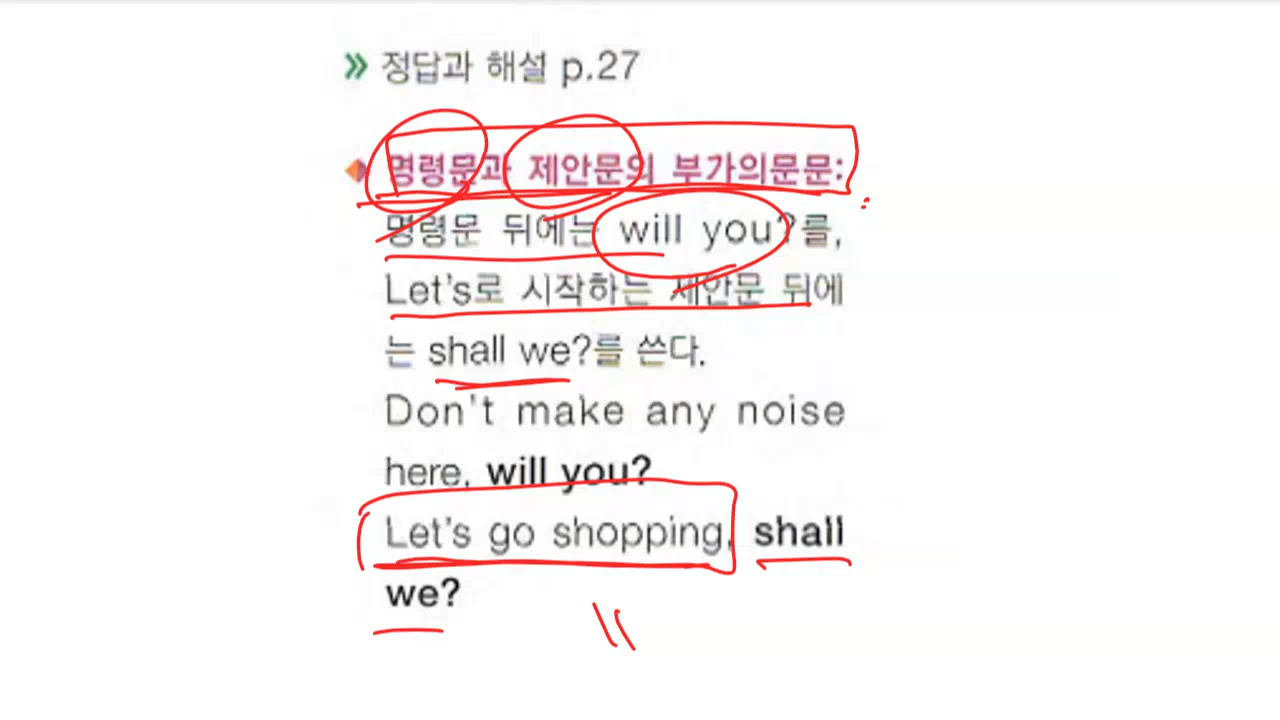 정답과 해설 p.27
명령문과 제안문의 부가의문문:
명령문 뒤에는 will you?를,
Let's로 시작하는 제안문 뒤에
는 shall we?를 쓴다.
Don't make any noise
here, will you?
Let's go shopping, shall
we?